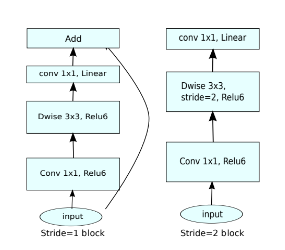 Add
conv 1x1, Linear
Dwise 3x3, Relu6
Conv 1x1, Relu6
input
Stride=1 block
conv 1x1, Linear
Dwise 3x3,
stride=2, Relu6
Conv 1x1, Relu6
input
Stride=2 block